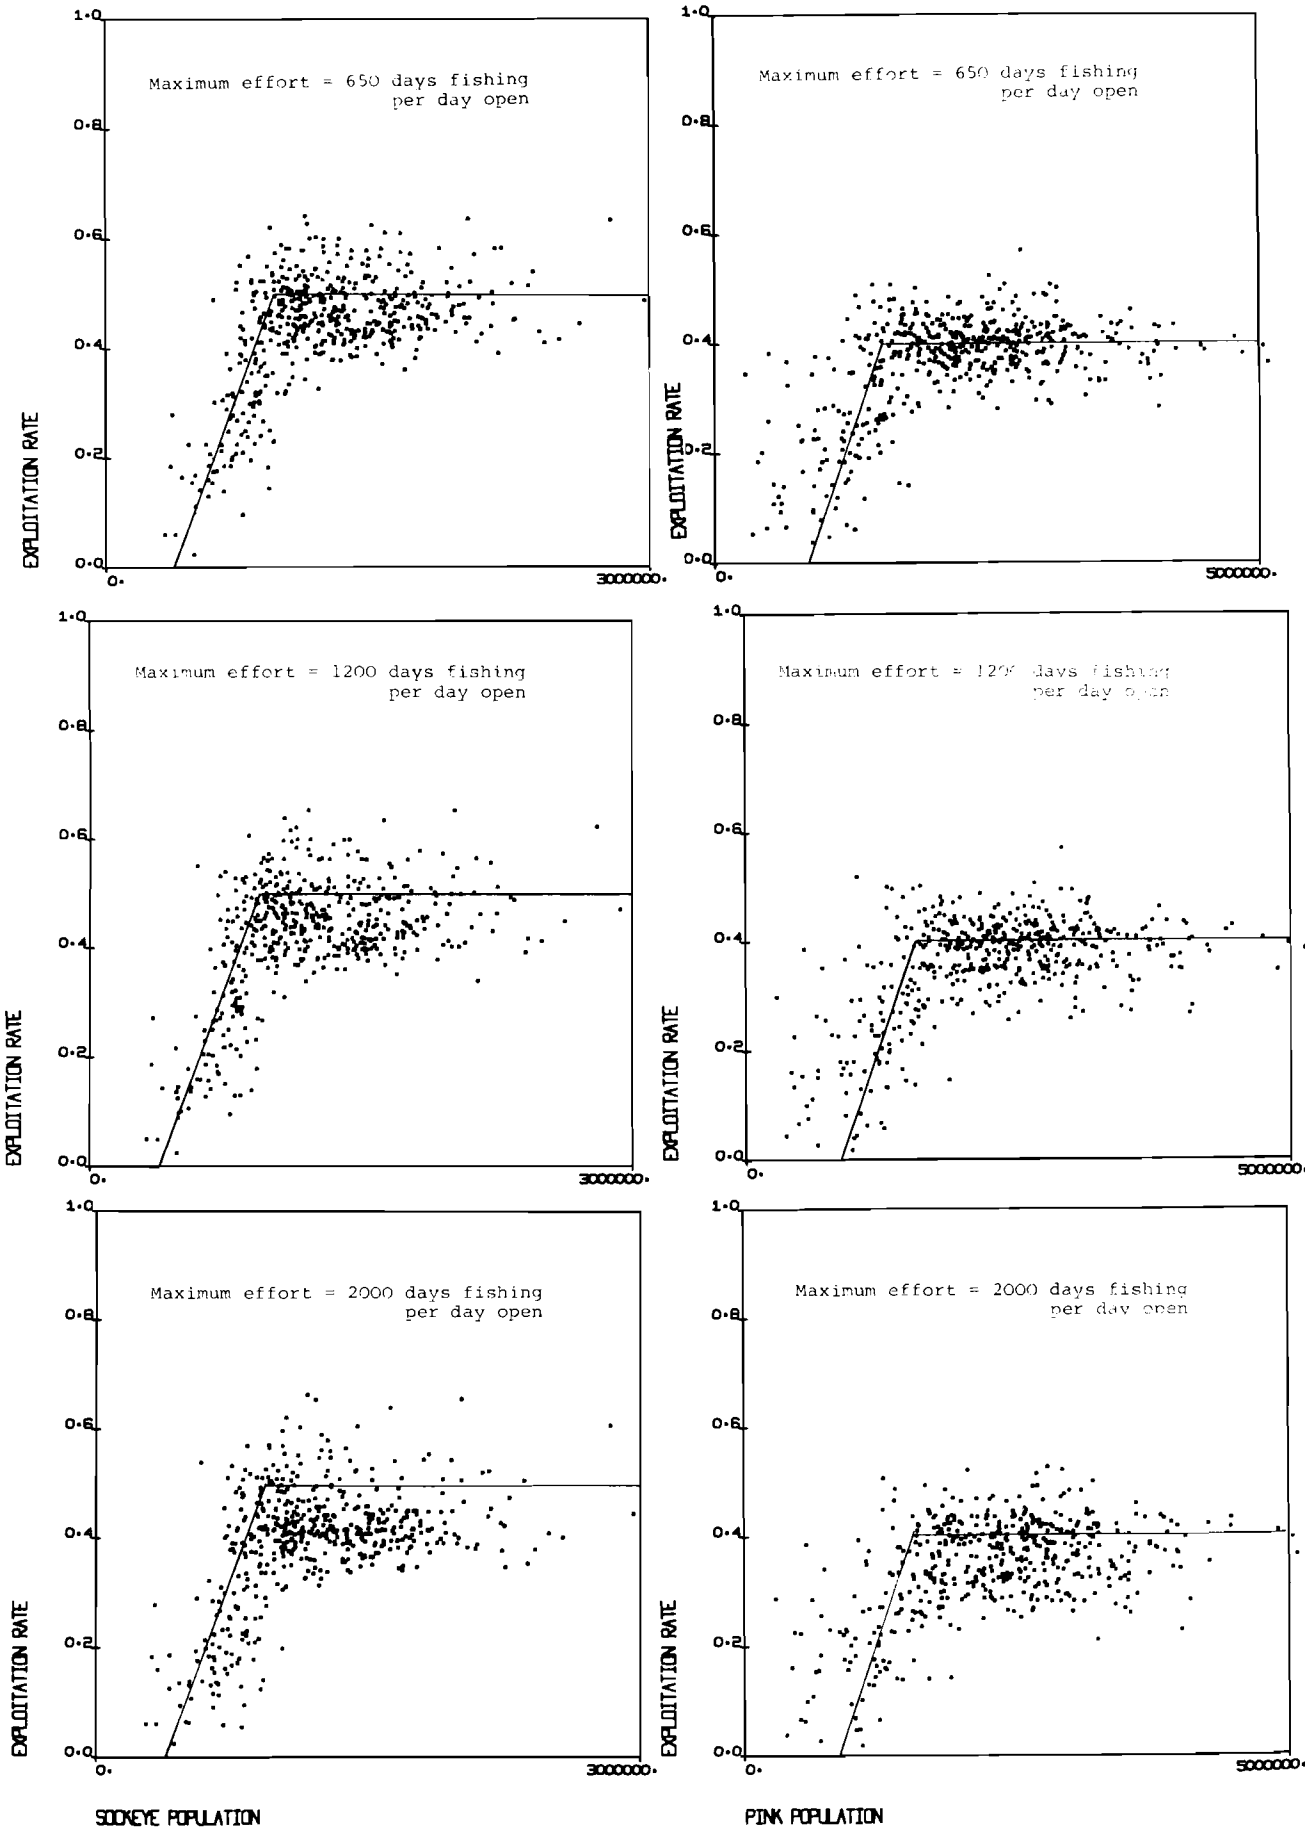 1.0
Maximum effort = 650 days fishing
per day open
0.8
0.6
0.4
0.2
0.0
0.
3000000.
EXPLOITATION RATE
1.0
Maximum effort = 650 days fishing
per day open
0.8
0.6
0.4
0.2
0.0
0.
5000000.
EXPLOITATION RATE
1.0
Maximum effort = 1200 days fishing
per day open
0.8
0.6
0.4
0.2
0.0
0.
3000000.
EXPLOITATION RATE
1.0
Maximum effort = 1200 days fishing
per day open
0.8
0.6
0.4
0.2
0.0
0.
5000000.
EXPLOITATION RATE
1.0
Maximum effort = 2000 days fishing
per day open
0.8
0.6
0.4
0.2
0.0
0.
3000000.
EXPLOITATION RATE
SOCKEYE POPULATION
1.0
Maximum effort = 2000 days fishing
per day open
0.8
0.6
0.4
0.2
0.0
0.
5000000.
EXPLOITATION RATE
PINK POPULATION